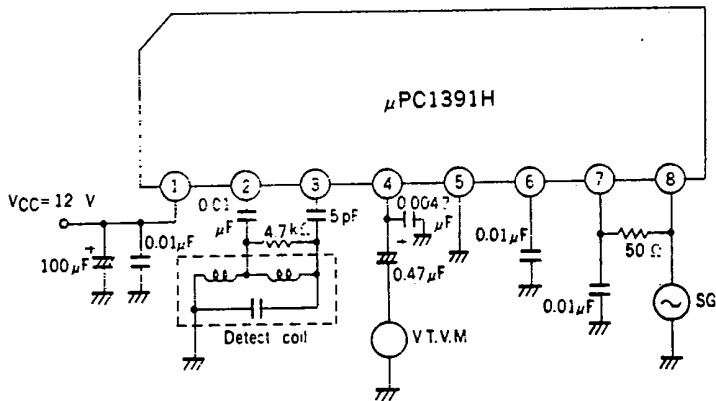 μPC1391H
1 2 3 4 5 6 7 8
VCC=12 V
0.01
μF
5pF
0.0047
μF
4.7kΩ
100μF
0.01μF
0.47μF
0.01μF
50Ω
0.01μF
SG
Detect coil
V T.V.M